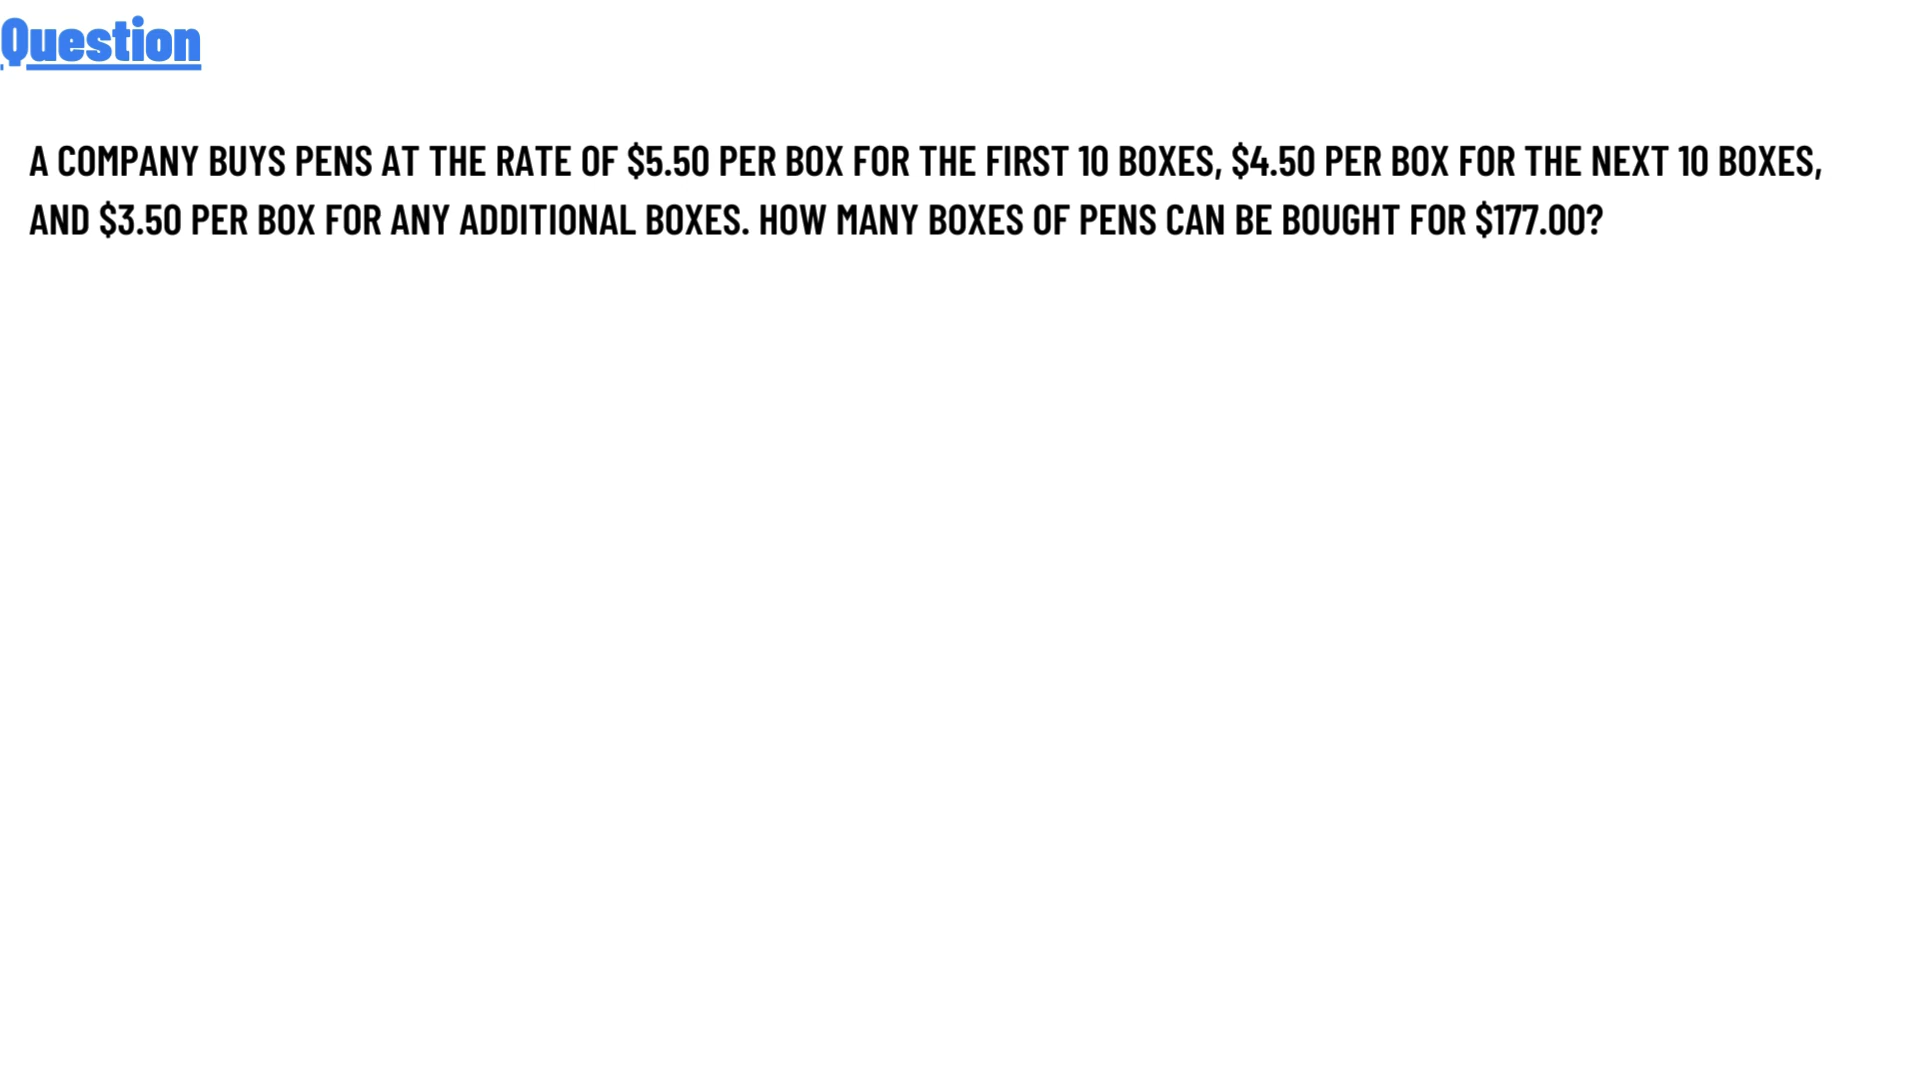 Question
A COMPANY BUYS PENS AT THE RATE OF $5.50 PER BOX FOR THE FIRST 10 BOXES, $4.50 PER BOX FOR THE NEXT 10 BOXES,
AND $3.50 PER BOX FOR ANY ADDITIONAL BOXES. HOW MANY BOXES OF PENS CAN BE BOUGHT FOR $177.00?